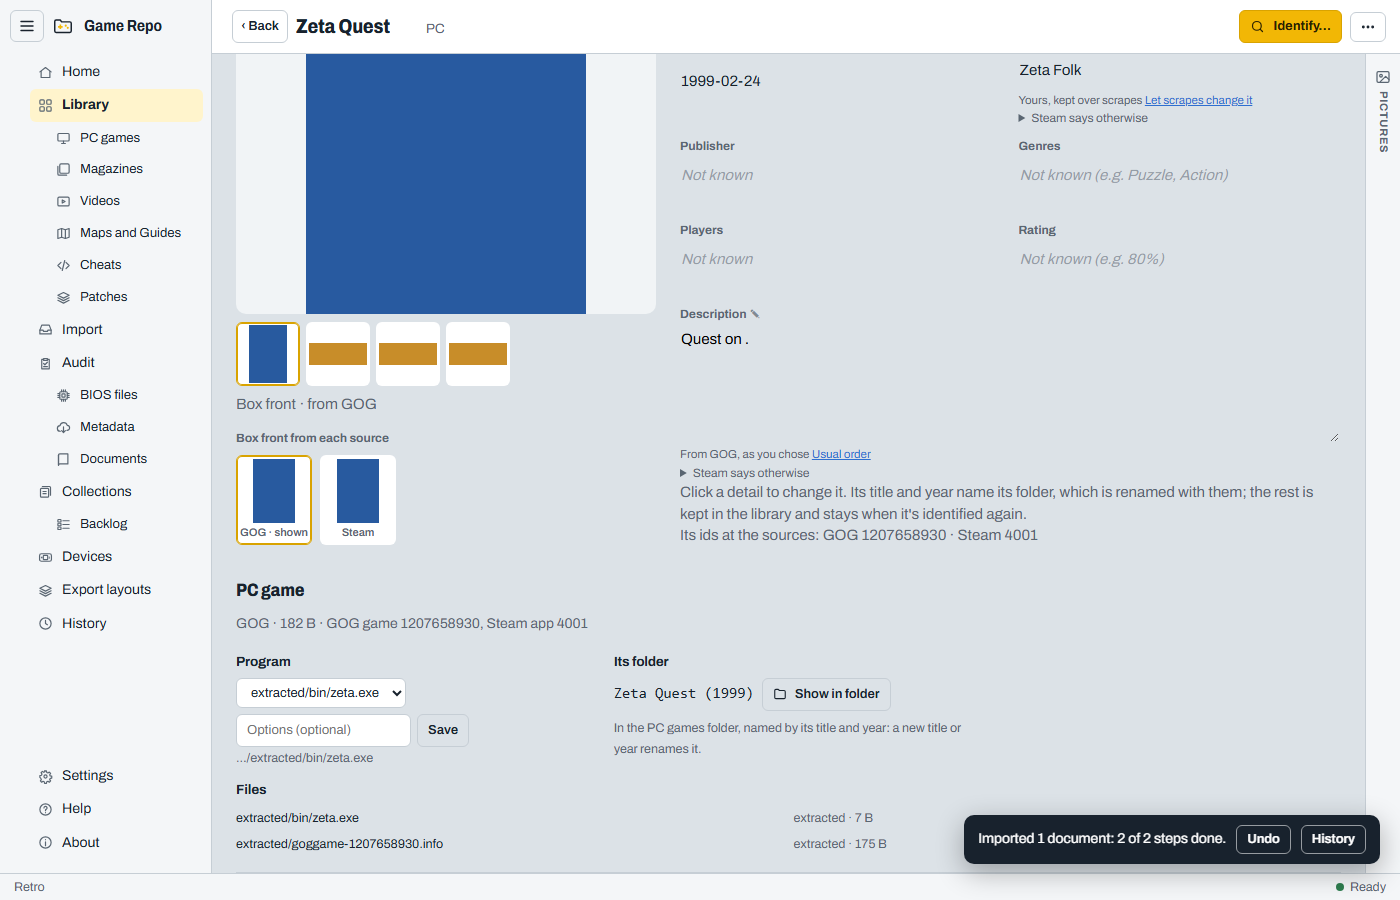 Game Repo
‹ Back
Zeta Quest
PC
Identify...
Home
Library
PC games
Magazines
Videos
Maps and Guides
Cheats
Patches
Import
Audit
BIOS files
Metadata
Documents
Collections
Backlog
Devices
Export layouts
History
Settings
Help
About
1999-02-24
Zeta Folk
Yours, kept over scrapes Let scrapes change it
Steam says otherwise
Publisher
Genres
Not known
Not known (e.g. Puzzle, Action)
Players
Rating
Not known
Not known (e.g. 80%)
Description
Quest on .
Box front · from GOG
Box front from each source
GOG · shown
Steam
From GOG, as you chose Usual order
Steam says otherwise
Click a detail to change it. Its title and year name its folder, which is renamed with them; the rest is
kept in the library and stays when it's identified again.
Its ids at the sources: GOG 1207658930 · Steam 4001
PC game
GOG · 182 B · GOG game 1207658930, Steam app 4001
Program
Its folder
extracted/bin/zeta.exe
Zeta Quest (1999)
Show in folder
Options (optional)
Save
In the PC games folder, named by its title and year: a new title or
year renames it.
.../extracted/bin/zeta.exe
Files
extracted/bin/zeta.exe
extracted · 7 B
extracted/goggame-1207658930.info
extracted · 175 B
PICTURES
Imported 1 document: 2 of 2 steps done.
Undo
History
Retro
Ready